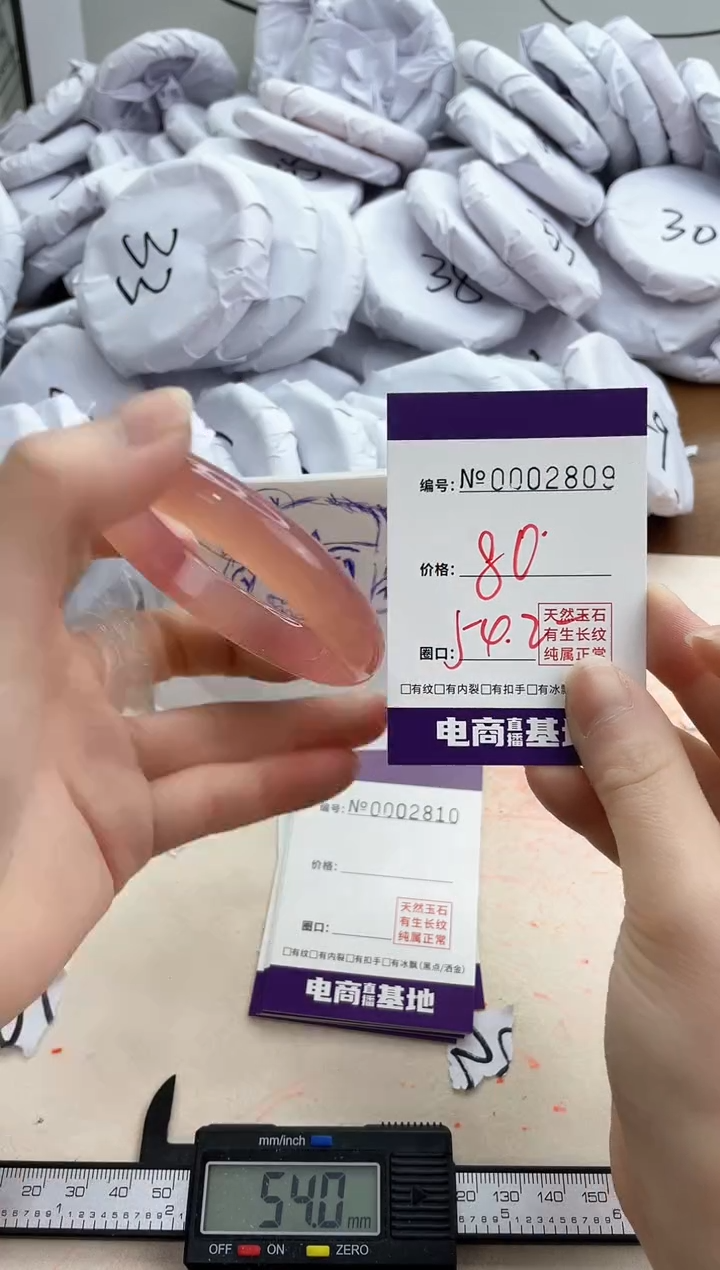 W
W
38
30
编号: №0002809
价格: 80
圈口: 54.2
天然玉石
有生长纹
纯属正常
□有纹□有内裂□有扣手□有冰飘
电商直播基
编号: №0002810
价格:
圈口:
天然玉石
有生长纹
纯属正常
□有纹□有内裂□有扣手□有冰飘(黑点/洒金)
电商直播基地
mm/inch
54.0 mm
OFF ON ZERO
20 30 40 50
120 130 140 150